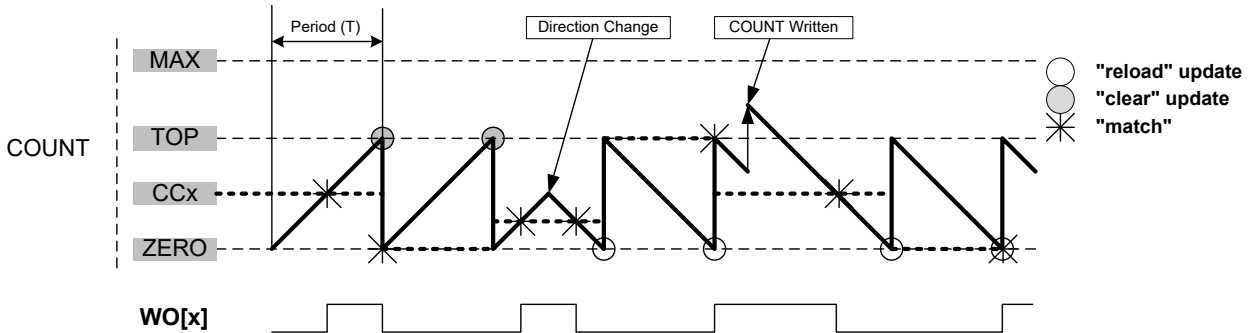 Period (T)
Direction Change
COUNT Written
MAX
"reload" update
"clear" update
"match"
TOP
COUNT
CCx
ZERO
WO[x]